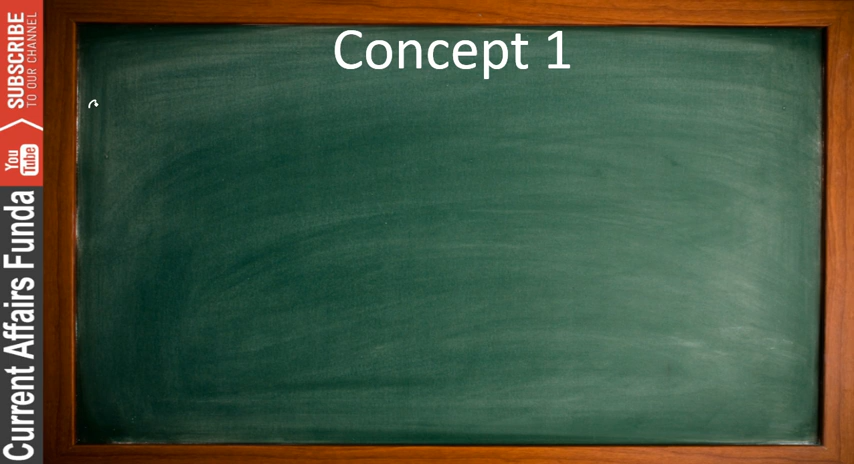 Concept 1
SUBSCRIBE
TO OUR CHANNEL
You
Tube
Current Affairs Funda